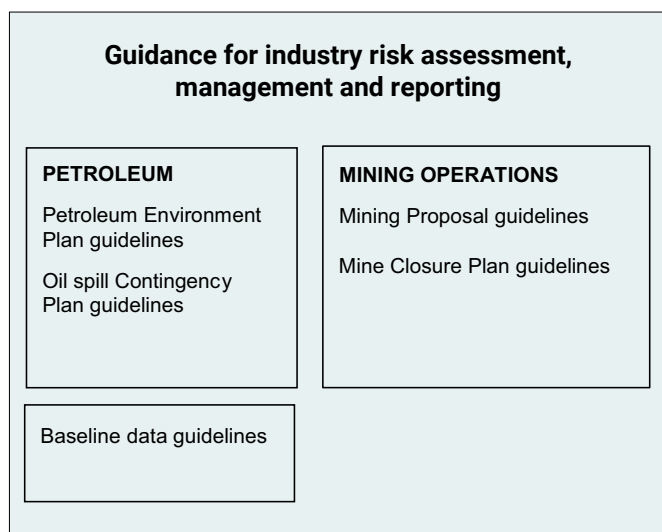 Guidance for industry risk assessment,
management and reporting
PETROLEUM
Petroleum Environment
Plan guidelines
Oil spill Contingency
Plan guidelines
MINING OPERATIONS
Mining Proposal guidelines
Mine Closure Plan guidelines
Baseline data guidelines